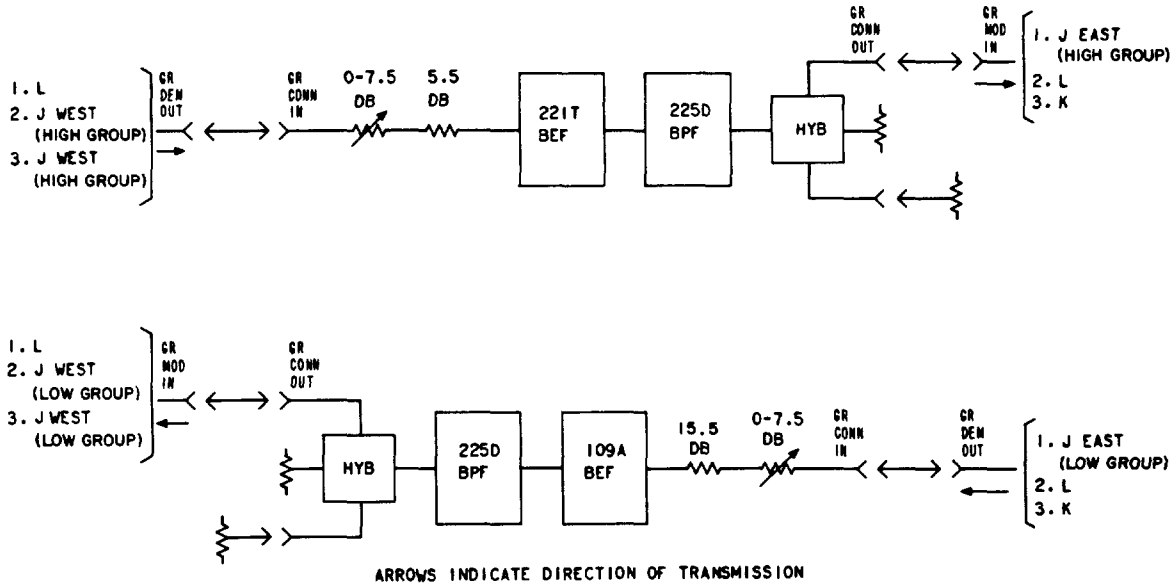 1. L
2. J WEST
(HIGH GROUP)
3. J WEST
(HIGH GROUP)
GR
DEM
OUT
GR
CONN
IN
0-7.5
DB
5.5
DB
221T
BEF
225D
BPF
HYB
GR
CONN
OUT
GR
MOD
IN
1. J EAST
(HIGH GROUP)
2. L
3. K
1. L
2. J WEST
(LOW GROUP)
3. J WEST
(LOW GROUP)
GR
MOD
IN
GR
CONN
OUT
HYB
225D
BPF
109A
BEF
15.5
DB
0-7.5
DB
GR
CONN
IN
GR
DEM
OUT
1. J EAST
(LOW GROUP)
2. L
3. K
ARROWS INDICATE DIRECTION OF TRANSMISSION